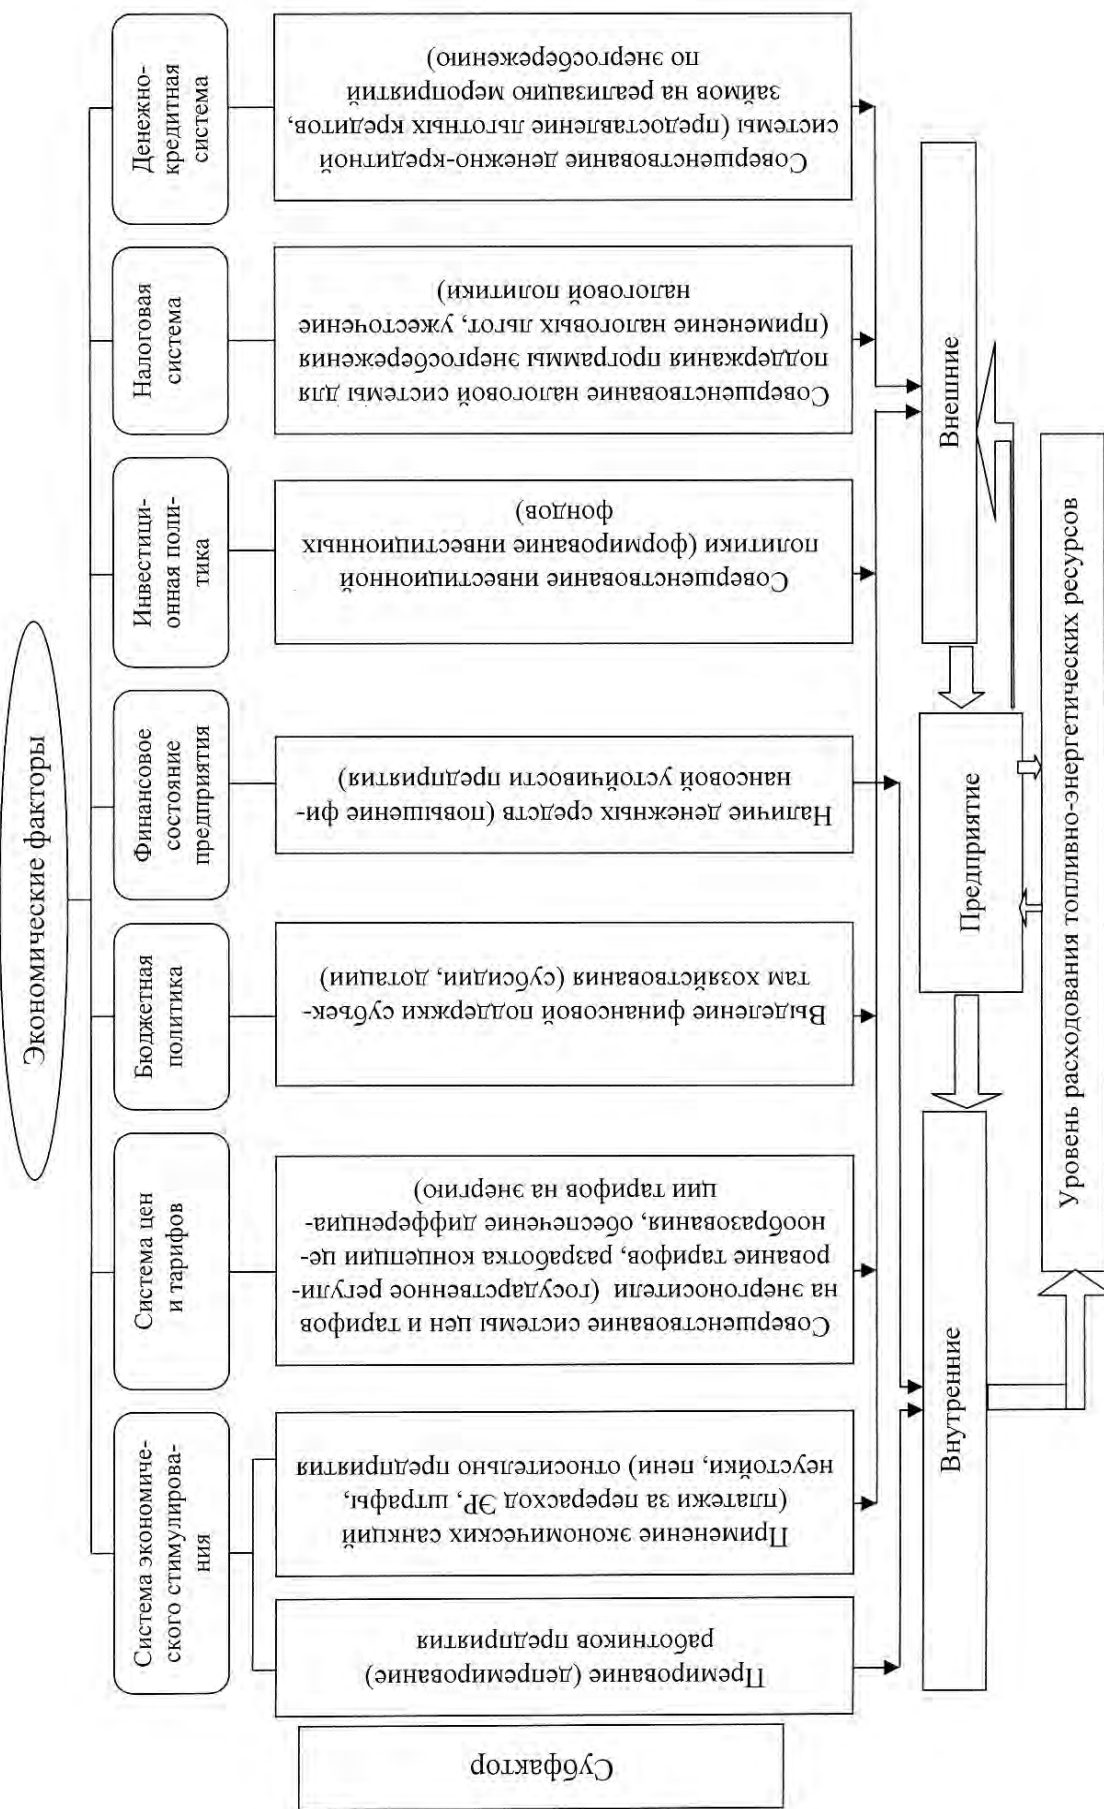 Экономические факторы
Система экономиче-
ского стимулирова-
ния
Система цен
и тарифов
Бюджетная
политика
Финансовое
состояние
предприятия
Инвестици-
онная поли-
тика
Налоговая
система
Денежно-
кредитная
система
Субфактор
Премирование (депремирование)
работников предприятия
Применение экономических санкций
(платежи за перерасход ЭР, штрафы,
неустойки, пени) относительно предприятия
Совершенствование системы цен и тарифов
на энергоносители (государственное регули-
рование тарифов, разработка концепции це-
нообразования, обеспечение дифференциа-
ции тарифов на энергию)
Выделение финансовой поддержки субъек-
там хозяйствования (субсидии, дотации)
Наличие денежных средств (повышение фи-
нансовой устойчивости предприятия)
Совершенствование инвестиционной
политики (формирование инвестиционных
фондов)
Совершенствование налоговой системы для
поддержания программы энергосбережения
(применение налоговых льгот, ужесточение
налоговой политики)
Совершенствование денежно-кредитной
системы (предоставление льготных кредитов,
займов на реализацию мероприятий
по энергосбережению)
Внутренние
Предприятие
Внешние
Уровень расходования топливно-энергетических ресурсов